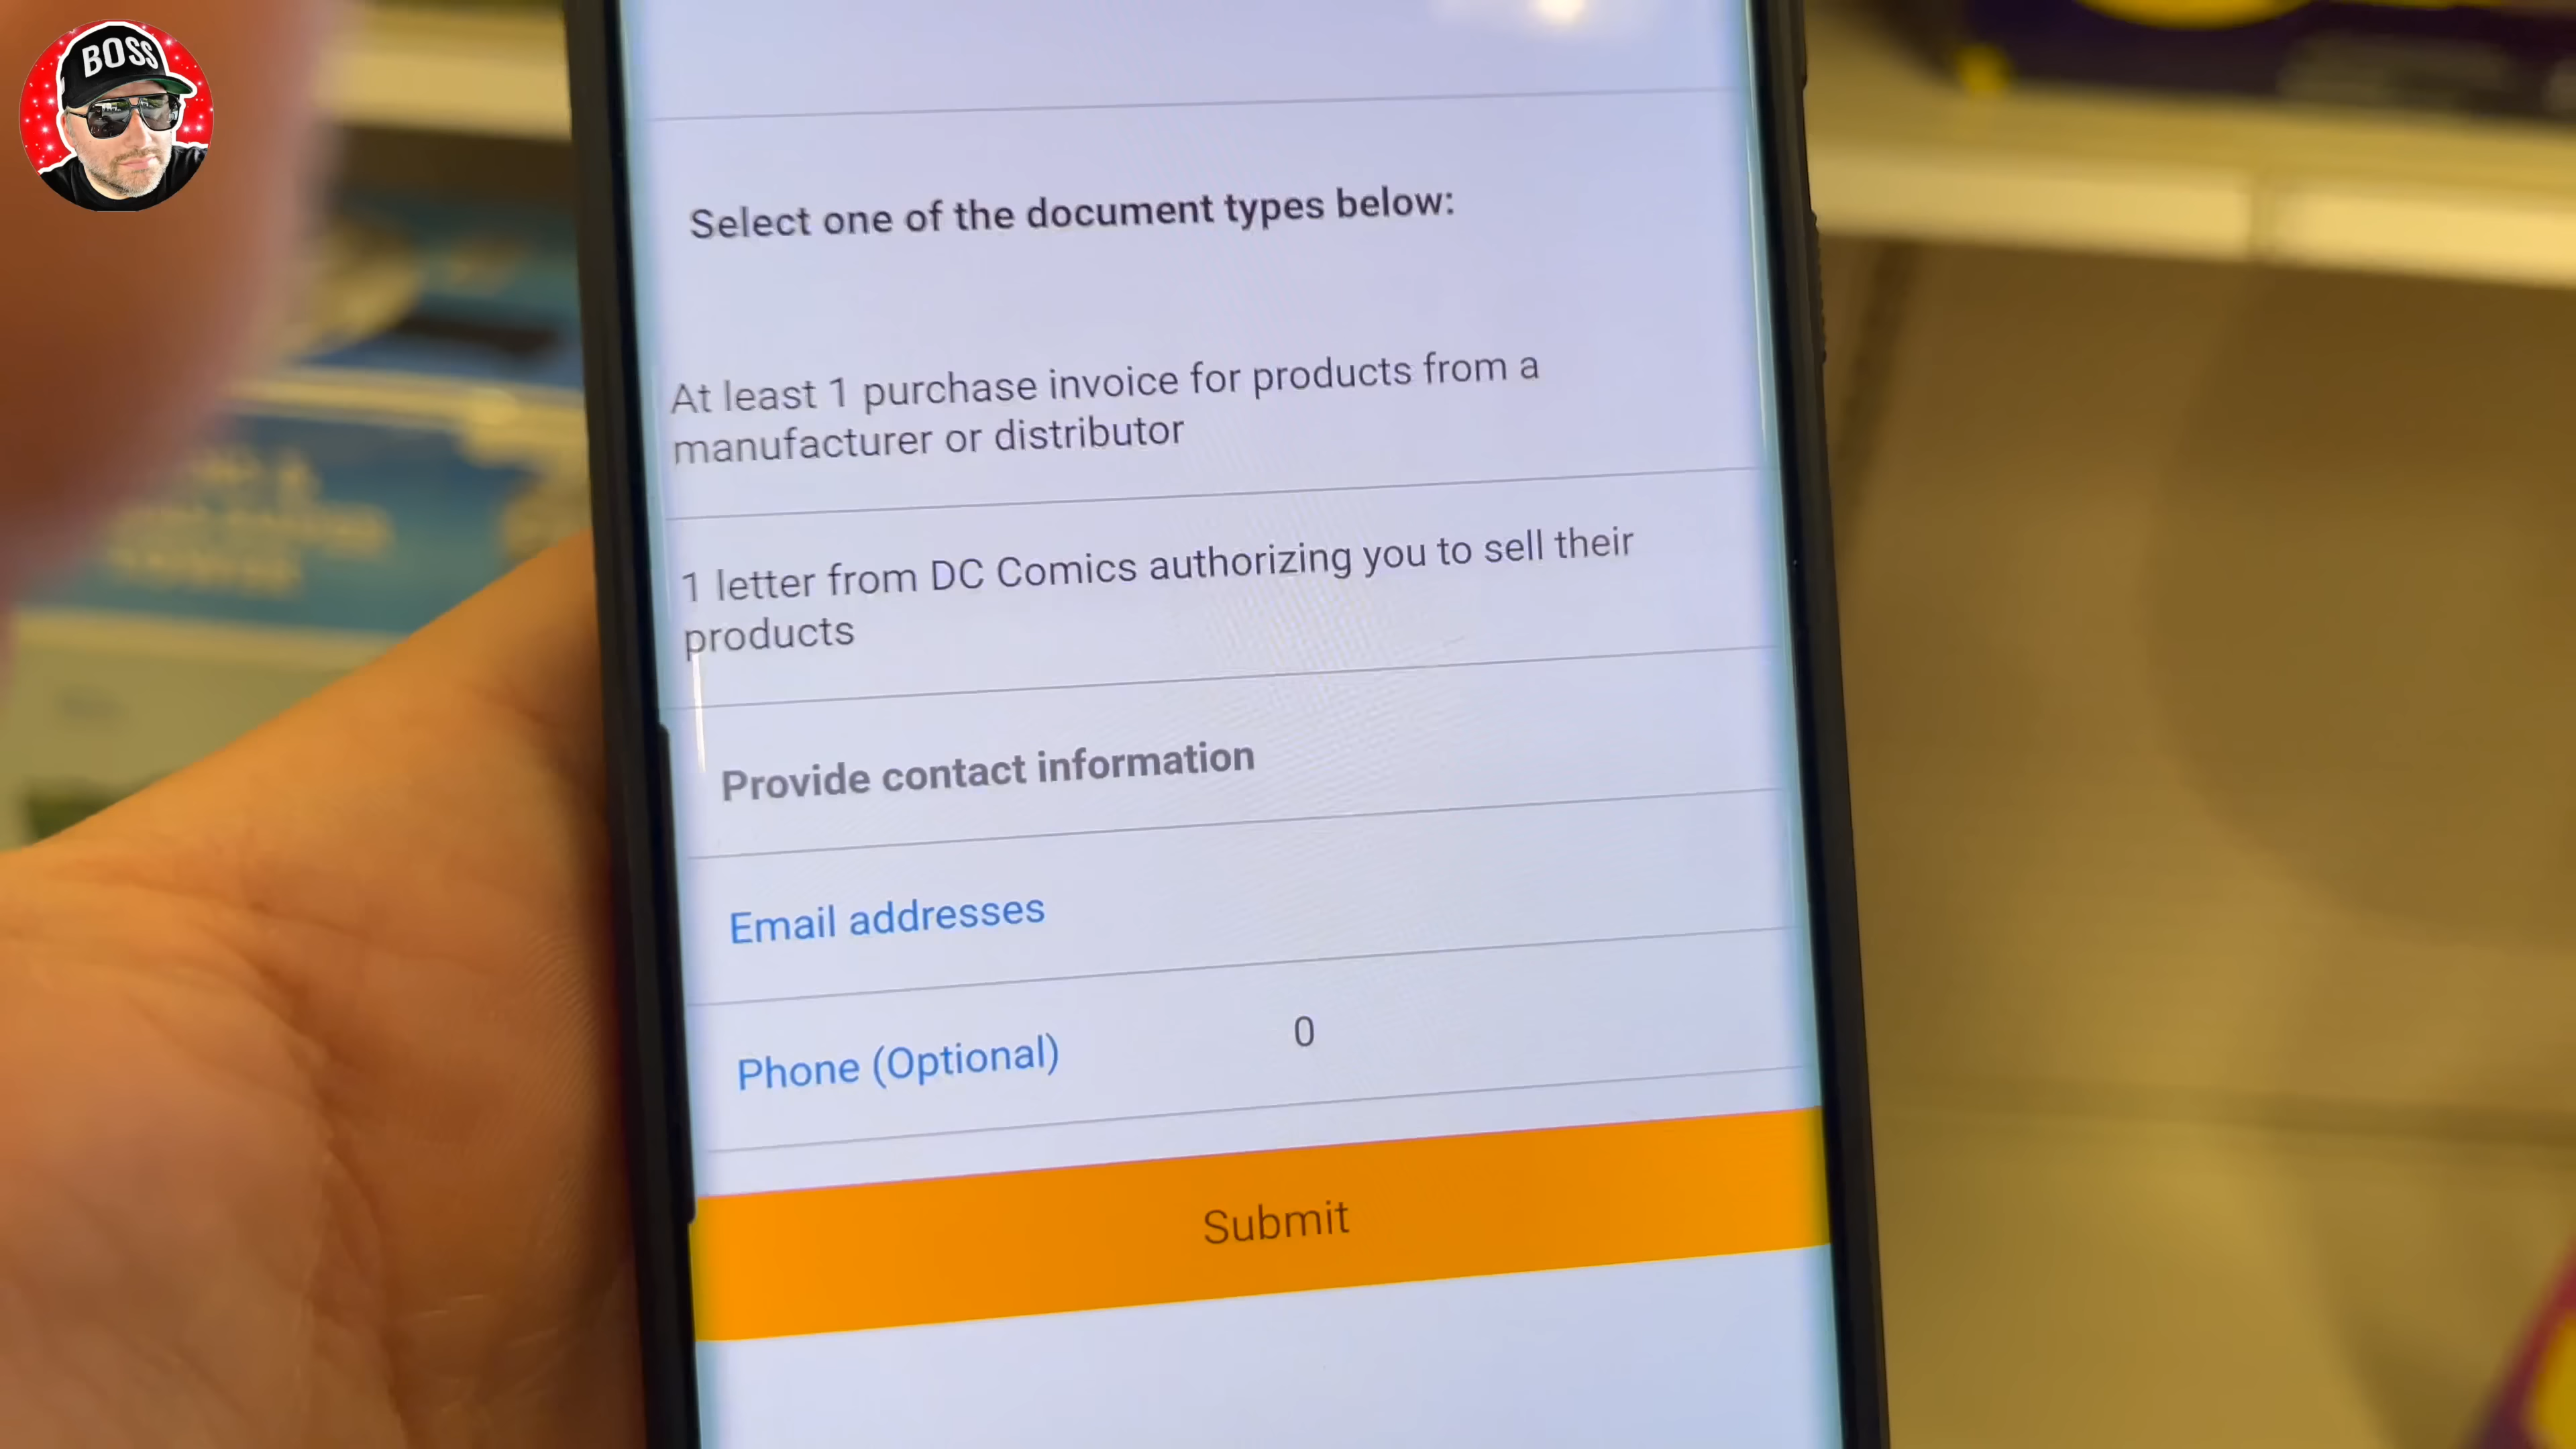 BOSS
Select one of the document types below:
At least 1 purchase invoice for products from a
manufacturer or distributor
1 letter from DC Comics authorizing you to sell their
products
Provide contact information
Email addresses
Phone (Optional) 0
Submit